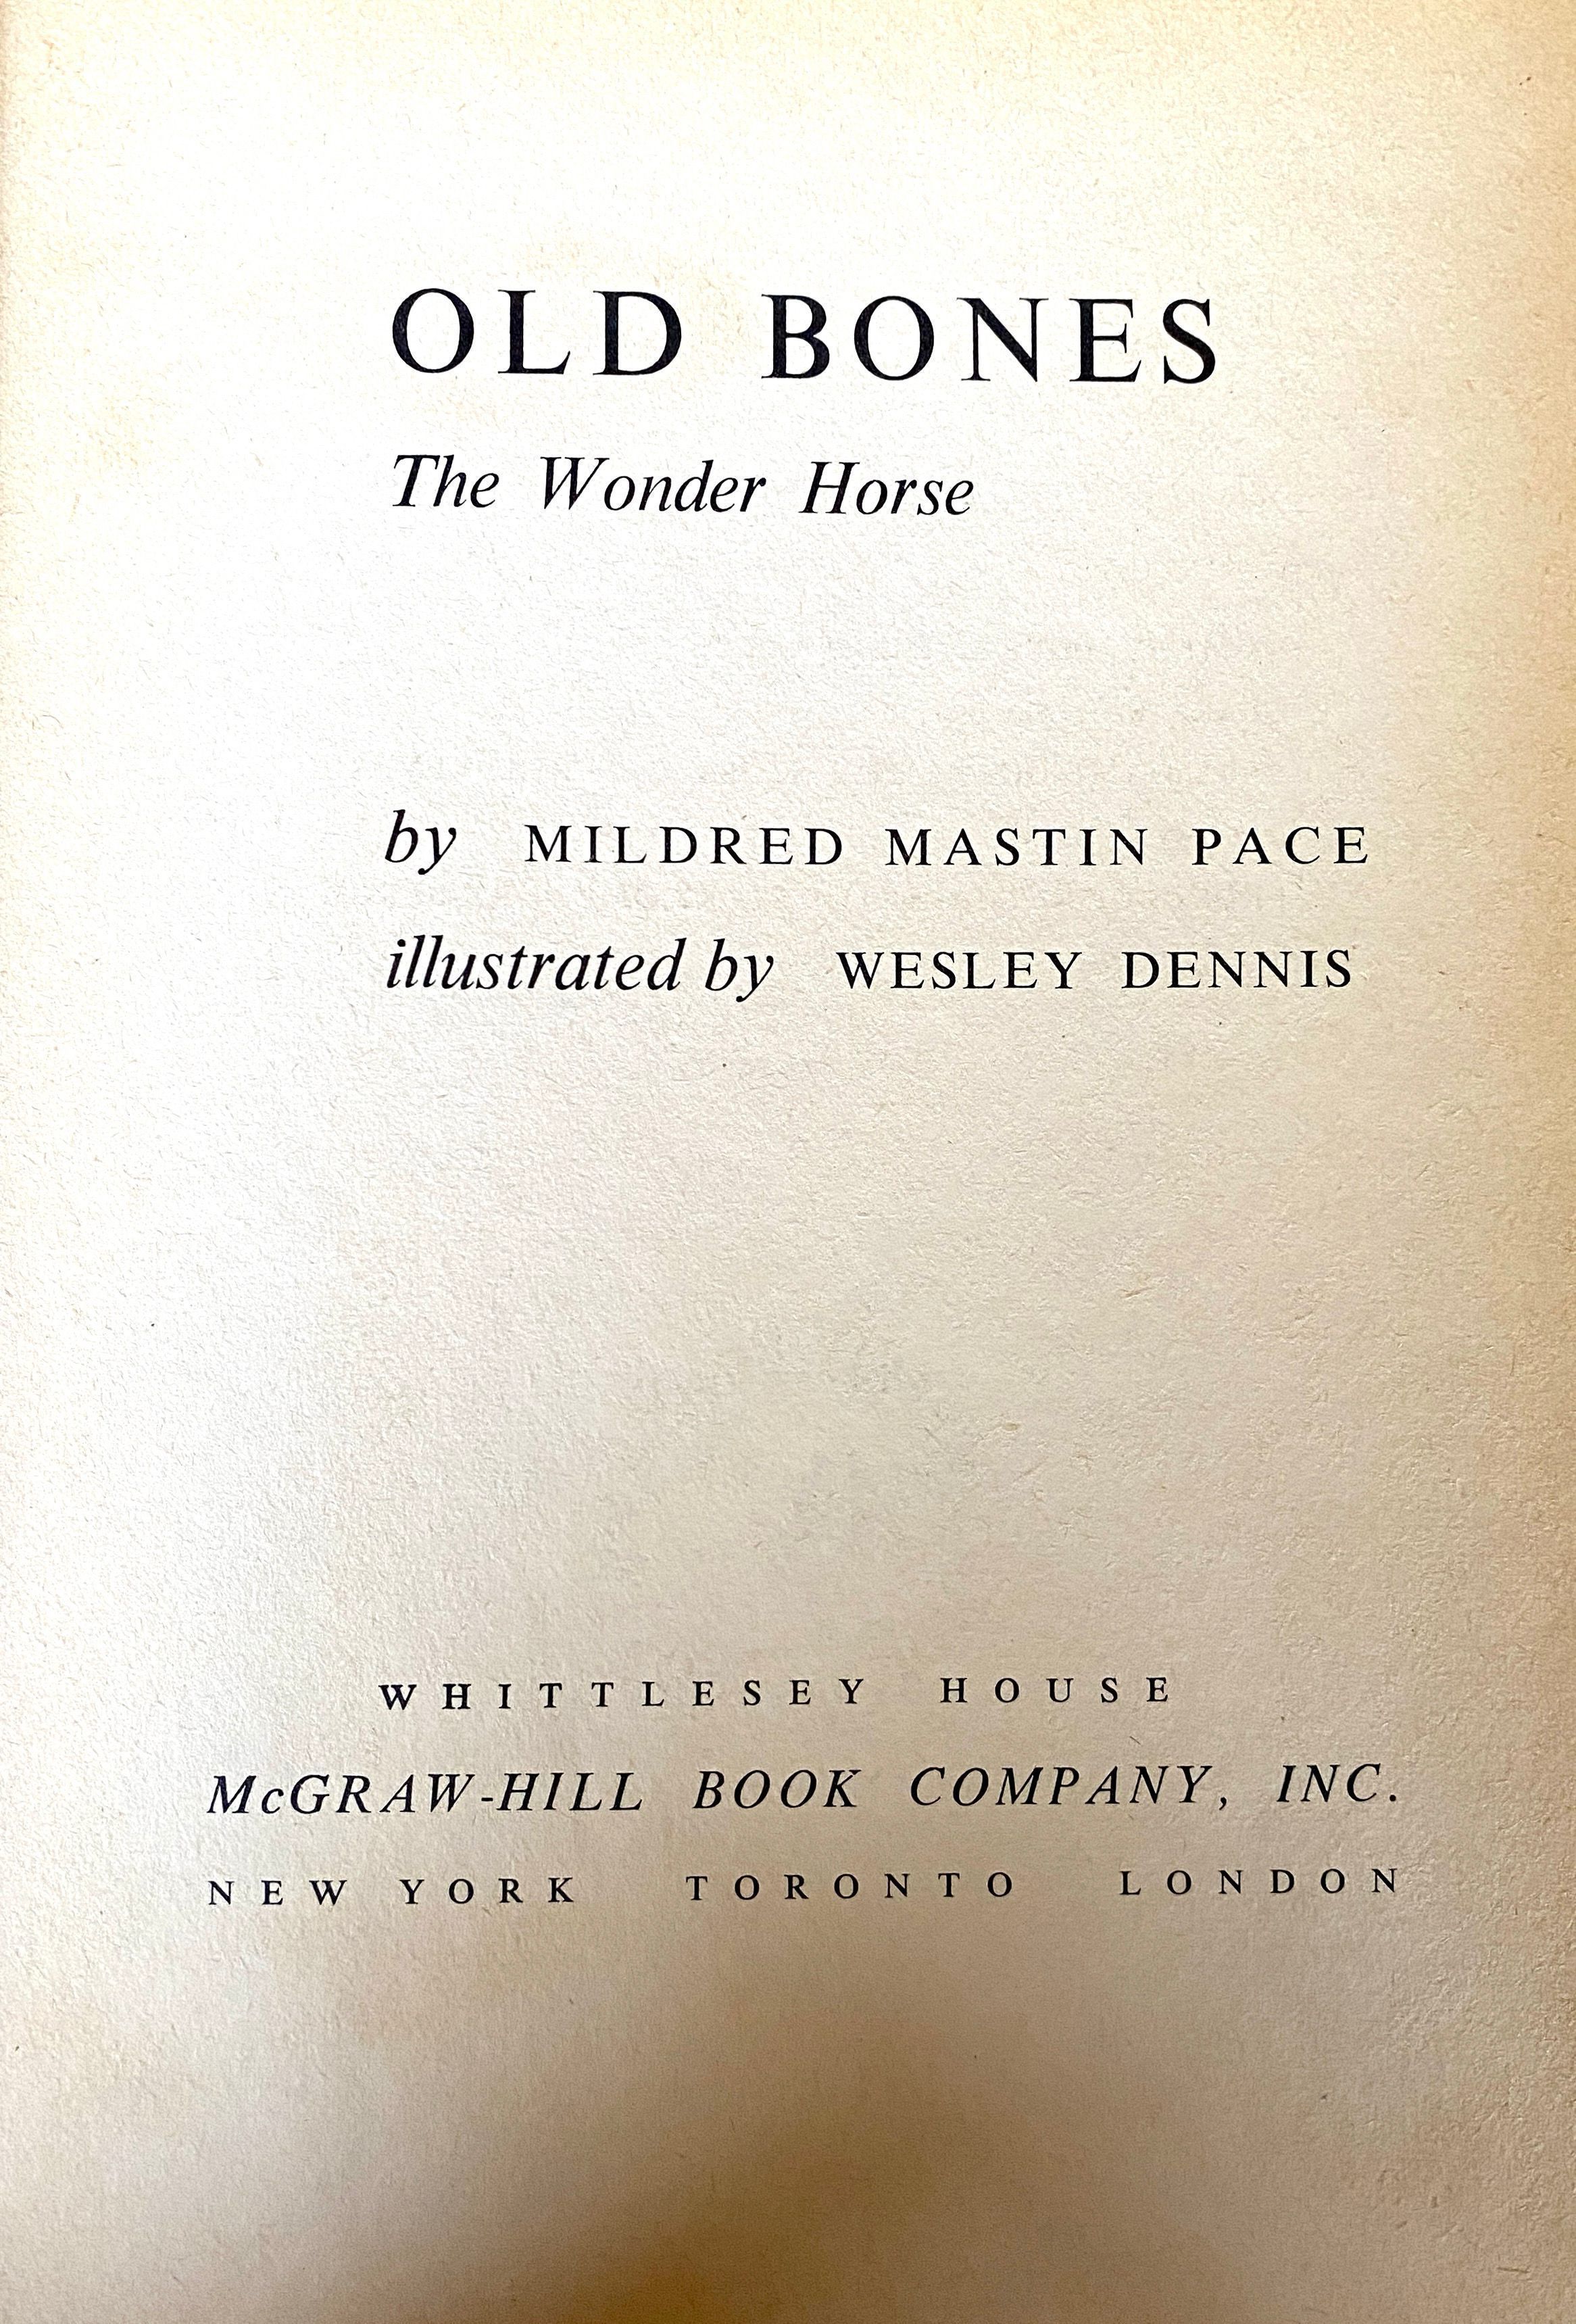 OLD BONES
The Wonder Horse
by MILDRED MASTIN PACE
illustrated by WESLEY DENNIS
WHITTLESEY HOUSE
McGRAW-HILL BOOK COMPANY, INC.
NEW YORK TORONTO LONDON